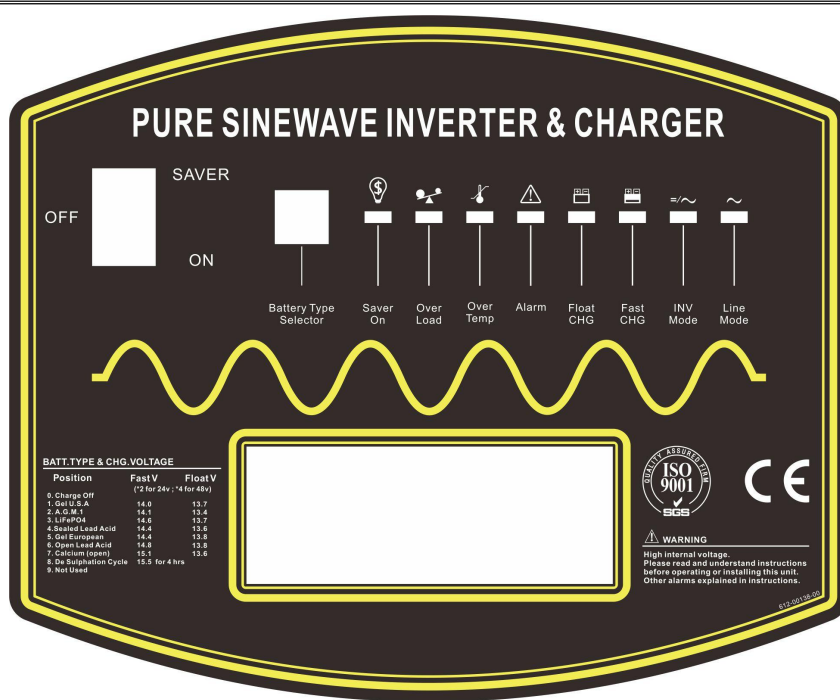 PURE SINEWAVE INVERTER & CHARGER
SAVER
OFF
ON
Battery Type
Selector
Saver
On
Over
Load
Over
Temp
Alarm
Float
CHG
Fast
CHG
INV
Mode
Line
Mode
BATT.TYPE & CHG.VOLTAGE
Position Fast V Float V
(*2 for 24v ; *4 for 48v)
0. Charge Off
1. Gel U.S.A 14.0 13.7
2. A.G.M.1 14.1 13.4
3. LiFePO4 14.6 13.7
4.Sealed Lead Acid 14.4 13.6
5. Gel European 14.4 13.8
6. Open Lead Acid 14.8 13.8
7. Calcium (open) 15.1 13.6
8. De Sulphation Cycle 15.5 for 4 hrs
9. Not Used
QUALITY ASSURED FIRM
ISO
9001
SGS
CE
WARNING
High internal voltage.
Please read and understand instructions
before operating or installing this unit.
Other alarms explained in instructions.
612-00138-00